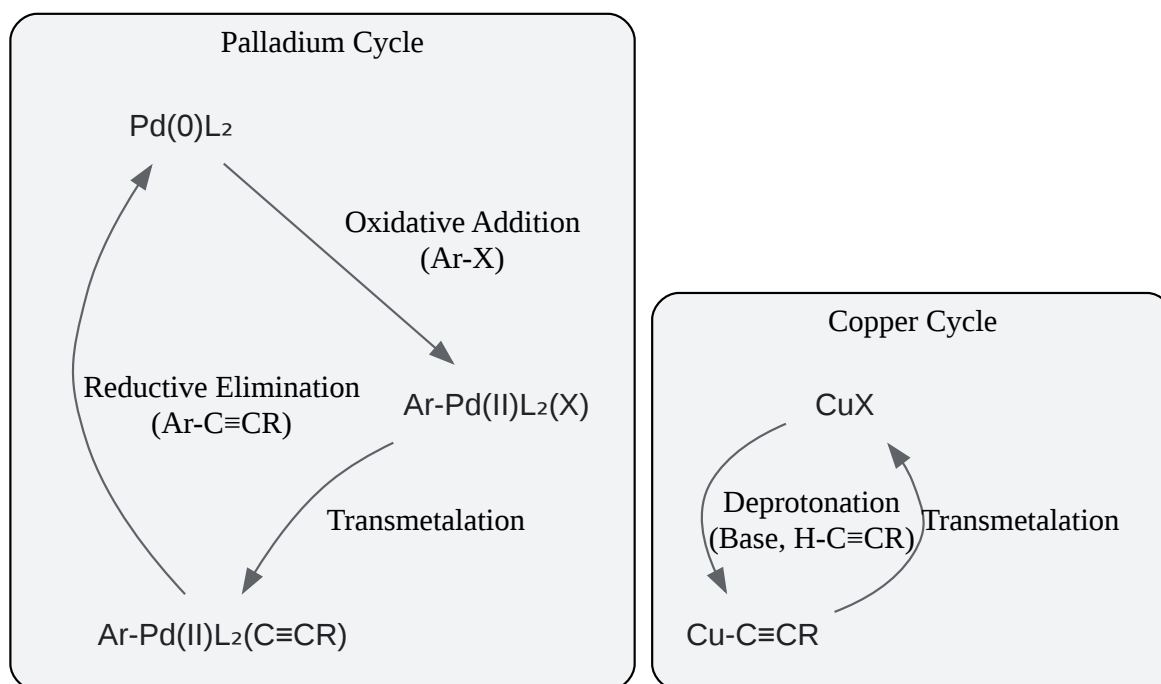 Palladium Cycle
Pd(0)L₂
Oxidative Addition
(Ar-X)
Reductive Elimination
(Ar-C≡CR)
Ar-Pd(II)L₂(X)
Transmetalation
Ar-Pd(II)L₂(C≡CR)
Copper Cycle
CuX
Deprotonation
(Base, H-C≡CR)
Transmetalation
Cu-C≡CR